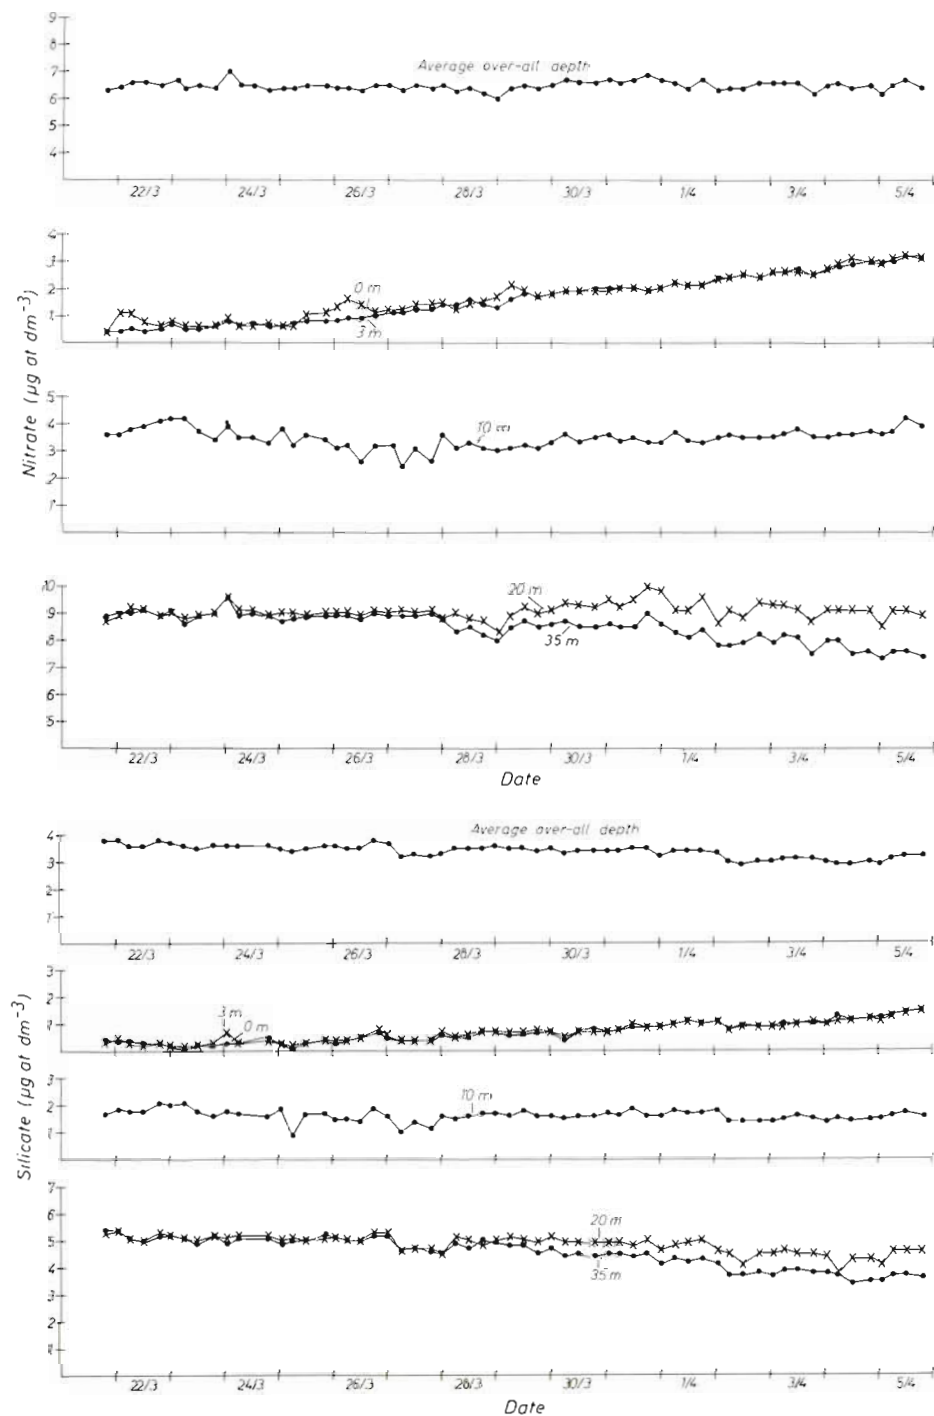 9
8
Average over-all depth
7
6
5
4
22/3 24/3 26/3 28/3 30/3 1/4 3/4 5/4
Nitrate (µg at dm⁻³)
4
3
0 m
2
1
3 m
5
4
10 m
3
2
1
10
20 m
9
35 m
8
7
6
5
22/3 24/3 26/3 28/3 30/3 1/4 3/4 5/4
Date
Average over-all depth
4
3
2
1
22/3 24/3 26/3 28/3 30/3 1/4 3/4 5/4
Silicate (µg at dm⁻³)
3
2
3 m
0 m
1
3
10 m
2
1
7
6
20 m
5
35 m
4
3
2
1
22/3 24/3 26/3 28/3 30/3 1/4 3/4 5/4
Date